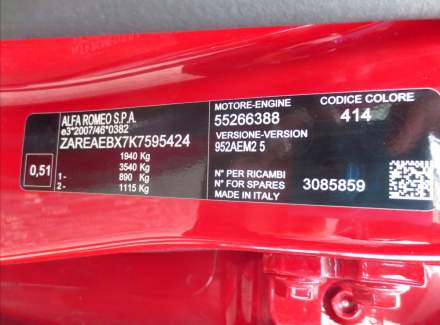 ALFA ROMEO S.P.A.
e3*2007/46*0382
ZAREAEBX7K7595424
1940 Kg
3540 Kg
1- 890 Kg
2- 1115 Kg
0,51
MOTORE-ENGINE
55266388
VERSIONE-VERSION
952AEM2 5
N° PER RICAMBI
N° FOR SPARES
MADE IN ITALY
3085859
CODICE COLORE
414